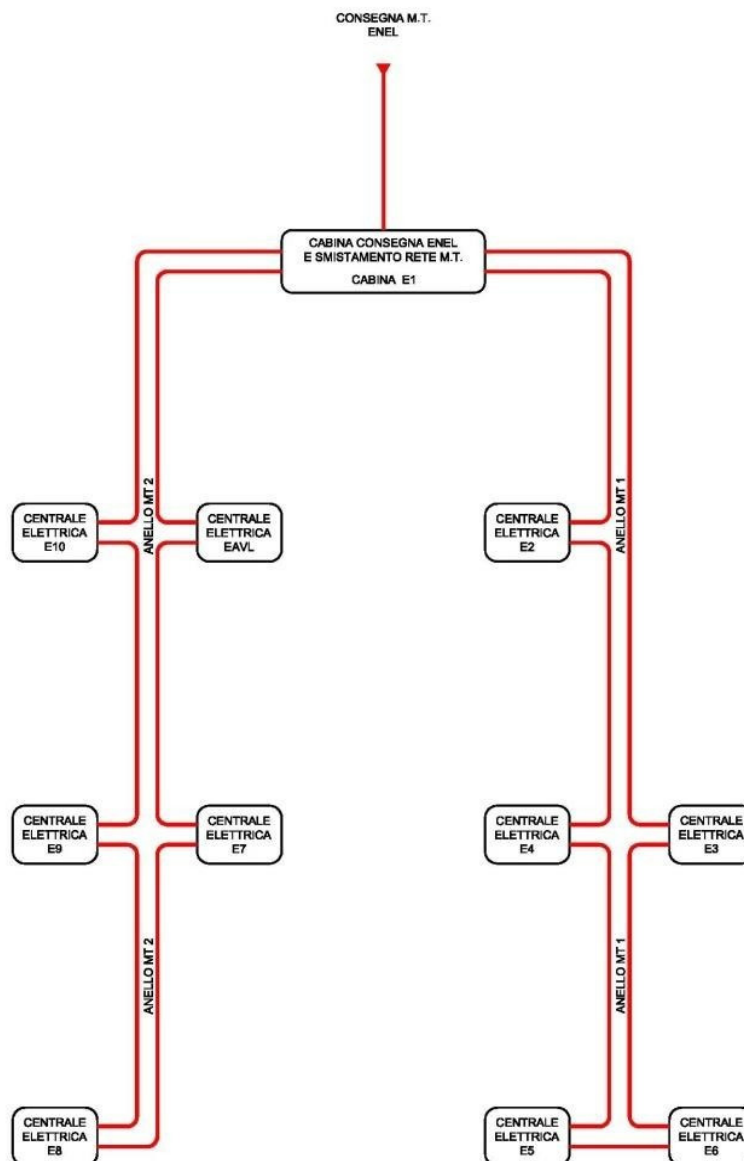 CONSEGNA M.T.
ENEL
CABINA CONSEGNA ENEL
E SMISTAMENTO RETE M.T.
CABINA E1
ANELLO MT 2
ANELLO MT 1
CENTRALE
ELETTRICA
E10
CENTRALE
ELETTRICA
EAVL
CENTRALE
ELETTRICA
E2
CENTRALE
ELETTRICA
E9
CENTRALE
ELETTRICA
E7
CENTRALE
ELETTRICA
E4
CENTRALE
ELETTRICA
E3
ANELLO MT 2
ANELLO MT 1
CENTRALE
ELETTRICA
E8
CENTRALE
ELETTRICA
E5
CENTRALE
ELETTRICA
E6